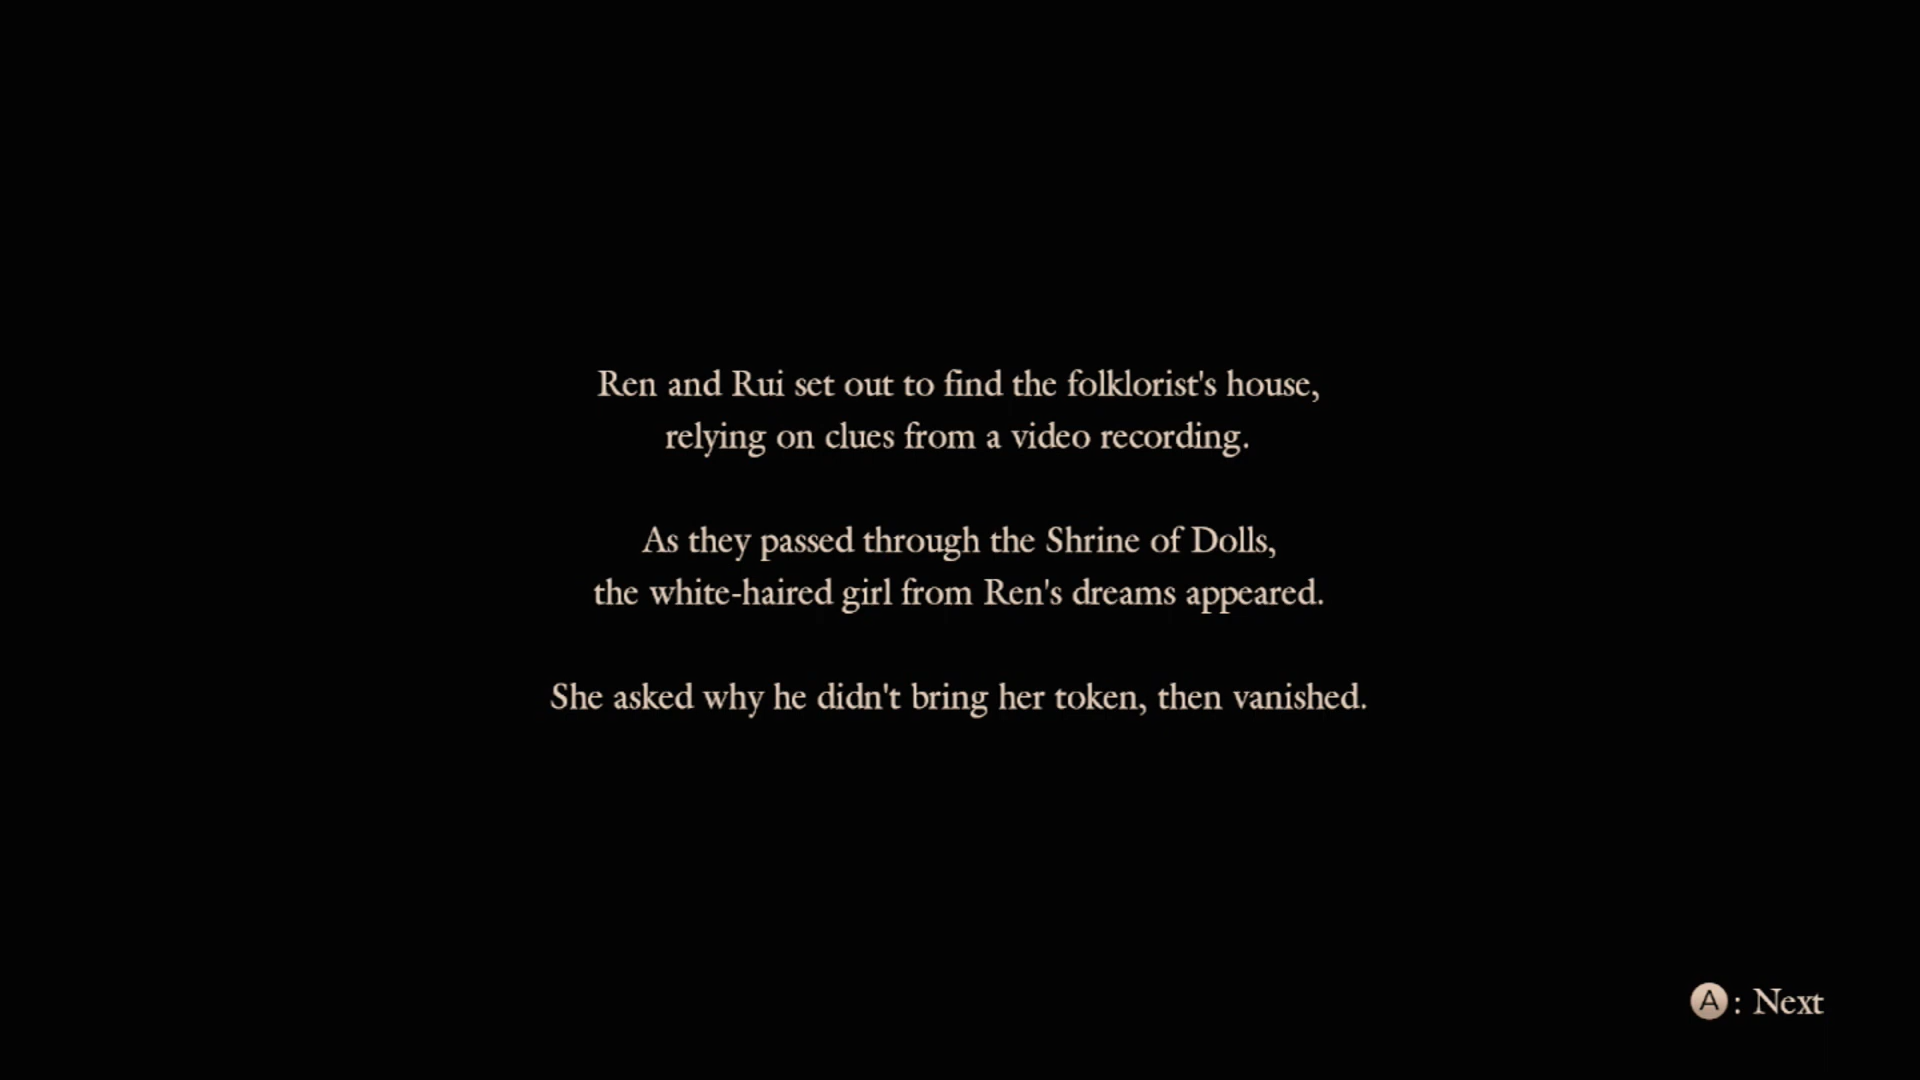 Ren and Rui set out to find the folklorist's house,
relying on clues from a video recording.
As they passed through the Shrine of Dolls,
the white-haired girl from Ren's dreams appeared.
She asked why he didn't bring her token, then vanished.
A : Next